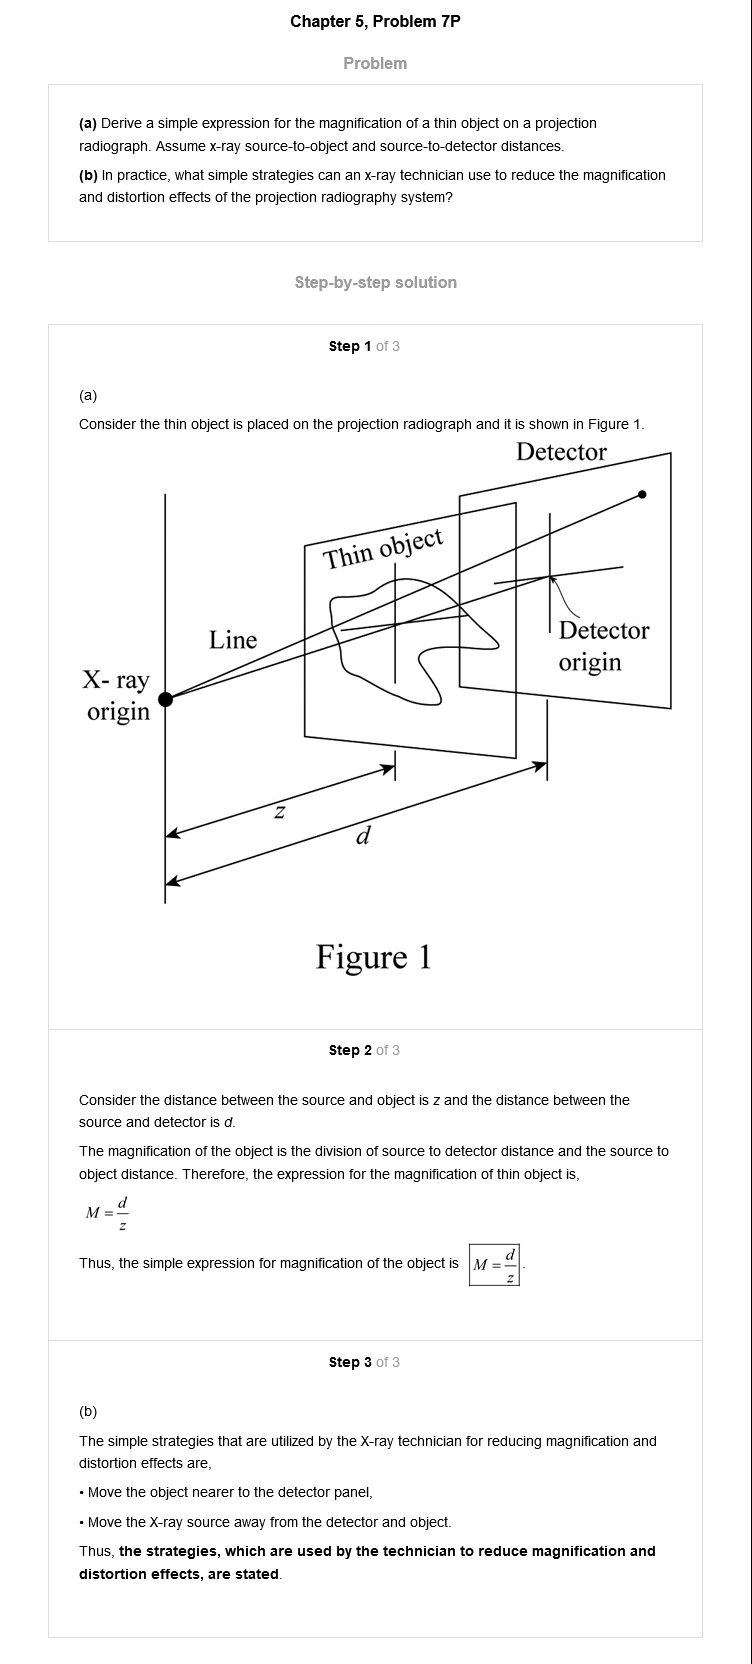 Chapter 5, Problem 7P
Problem
(a) Derive a simple expression for the magnification of a thin object on a projection
radiograph. Assume x-ray source-to-object and source-to-detector distances.
(b) In practice, what simple strategies can an x-ray technician use to reduce the magnification
and distortion effects of the projection radiography system?
Step-by-step solution
Step 1 of 3
(a)
Consider the thin object is placed on the projection radiograph and it is shown in Figure 1.
Detector
Thin object
Line
Detector
origin
X- ray
origin
z
d
Figure 1
Step 2 of 3
Consider the distance between the source and object is z and the distance between the
source and detector is d.
The magnification of the object is the division of source to detector distance and the source to
object distance. Therefore, the expression for the magnification of thin object is,
M = d/z
Thus, the simple expression for magnification of the object is M = d/z.
Step 3 of 3
(b)
The simple strategies that are utilized by the X-ray technician for reducing magnification and
distortion effects are,
• Move the object nearer to the detector panel,
• Move the X-ray source away from the detector and object.
Thus, the strategies, which are used by the technician to reduce magnification and
distortion effects, are stated.